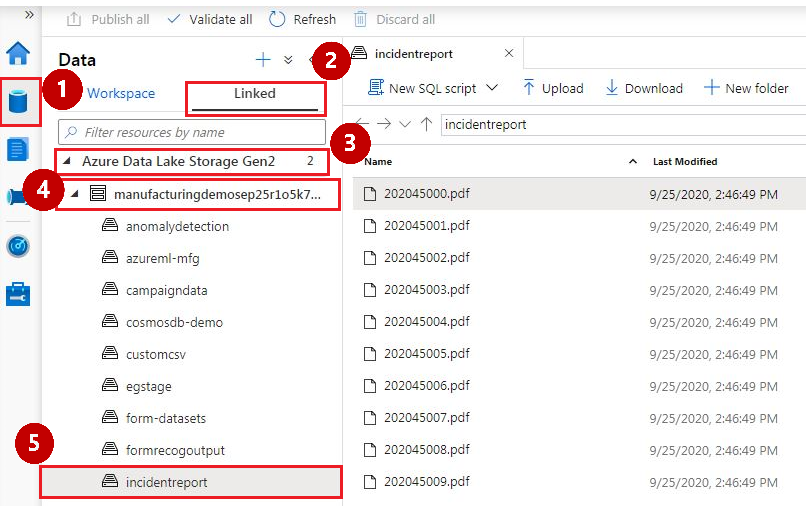 »
Publish all
Validate all
Refresh
Discard all
Data
1
Workspace
Linked
2
Filter resources by name
3
Azure Data Lake Storage Gen2 2
4
manufacturingdemosep25r1o5k7...
anomalydetection
azureml-mfg
campaigndata
cosmosdb-demo
customcsv
egstage
form-datasets
formrecogoutput
5
incidentreport
incidentreport
New SQL script
Upload
Download
New folder
incidentreport
Name Last Modified
202045000.pdf 9/25/2020, 2:46:49 PM
202045001.pdf 9/25/2020, 2:46:49 PM
202045002.pdf 9/25/2020, 2:46:49 PM
202045003.pdf 9/25/2020, 2:46:49 PM
202045004.pdf 9/25/2020, 2:46:49 PM
202045005.pdf 9/25/2020, 2:46:49 PM
202045006.pdf 9/25/2020, 2:46:49 PM
202045007.pdf 9/25/2020, 2:46:49 PM
202045008.pdf 9/25/2020, 2:46:49 PM
202045009.pdf 9/25/2020, 2:46:49 PM